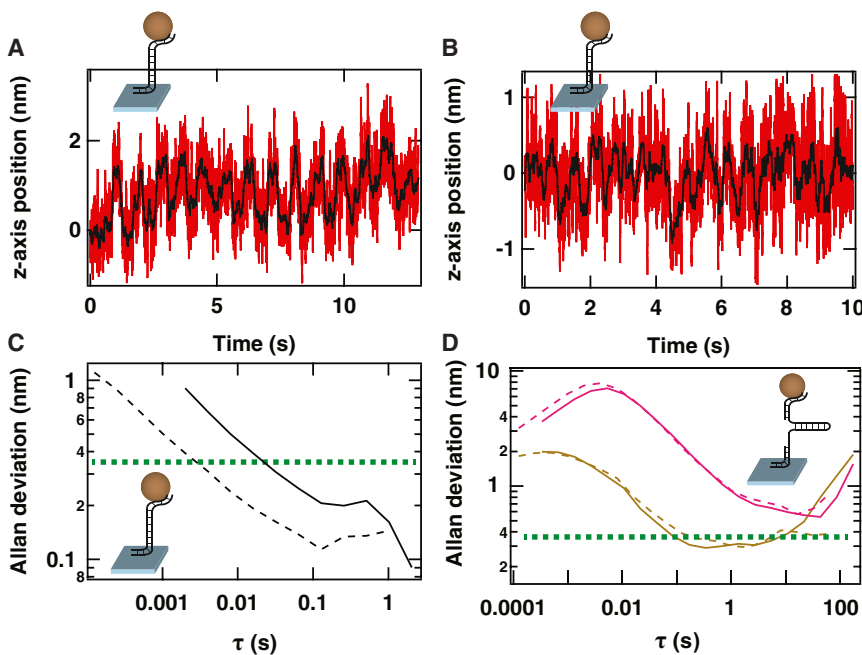 A
z-axis position (nm)
2
0
0
5
10
Time (s)
B
z-axis position (nm)
1
0
-1
0
2
4
6
8
10
Time (s)
C
Allan deviation (nm)
1
8
6
4
2
0.1
8
0.001
0.01
0.1
1
τ (s)
D
Allan deviation (nm)
10
4
2
1
4
2
0.0001
0.01
1
100
τ (s)